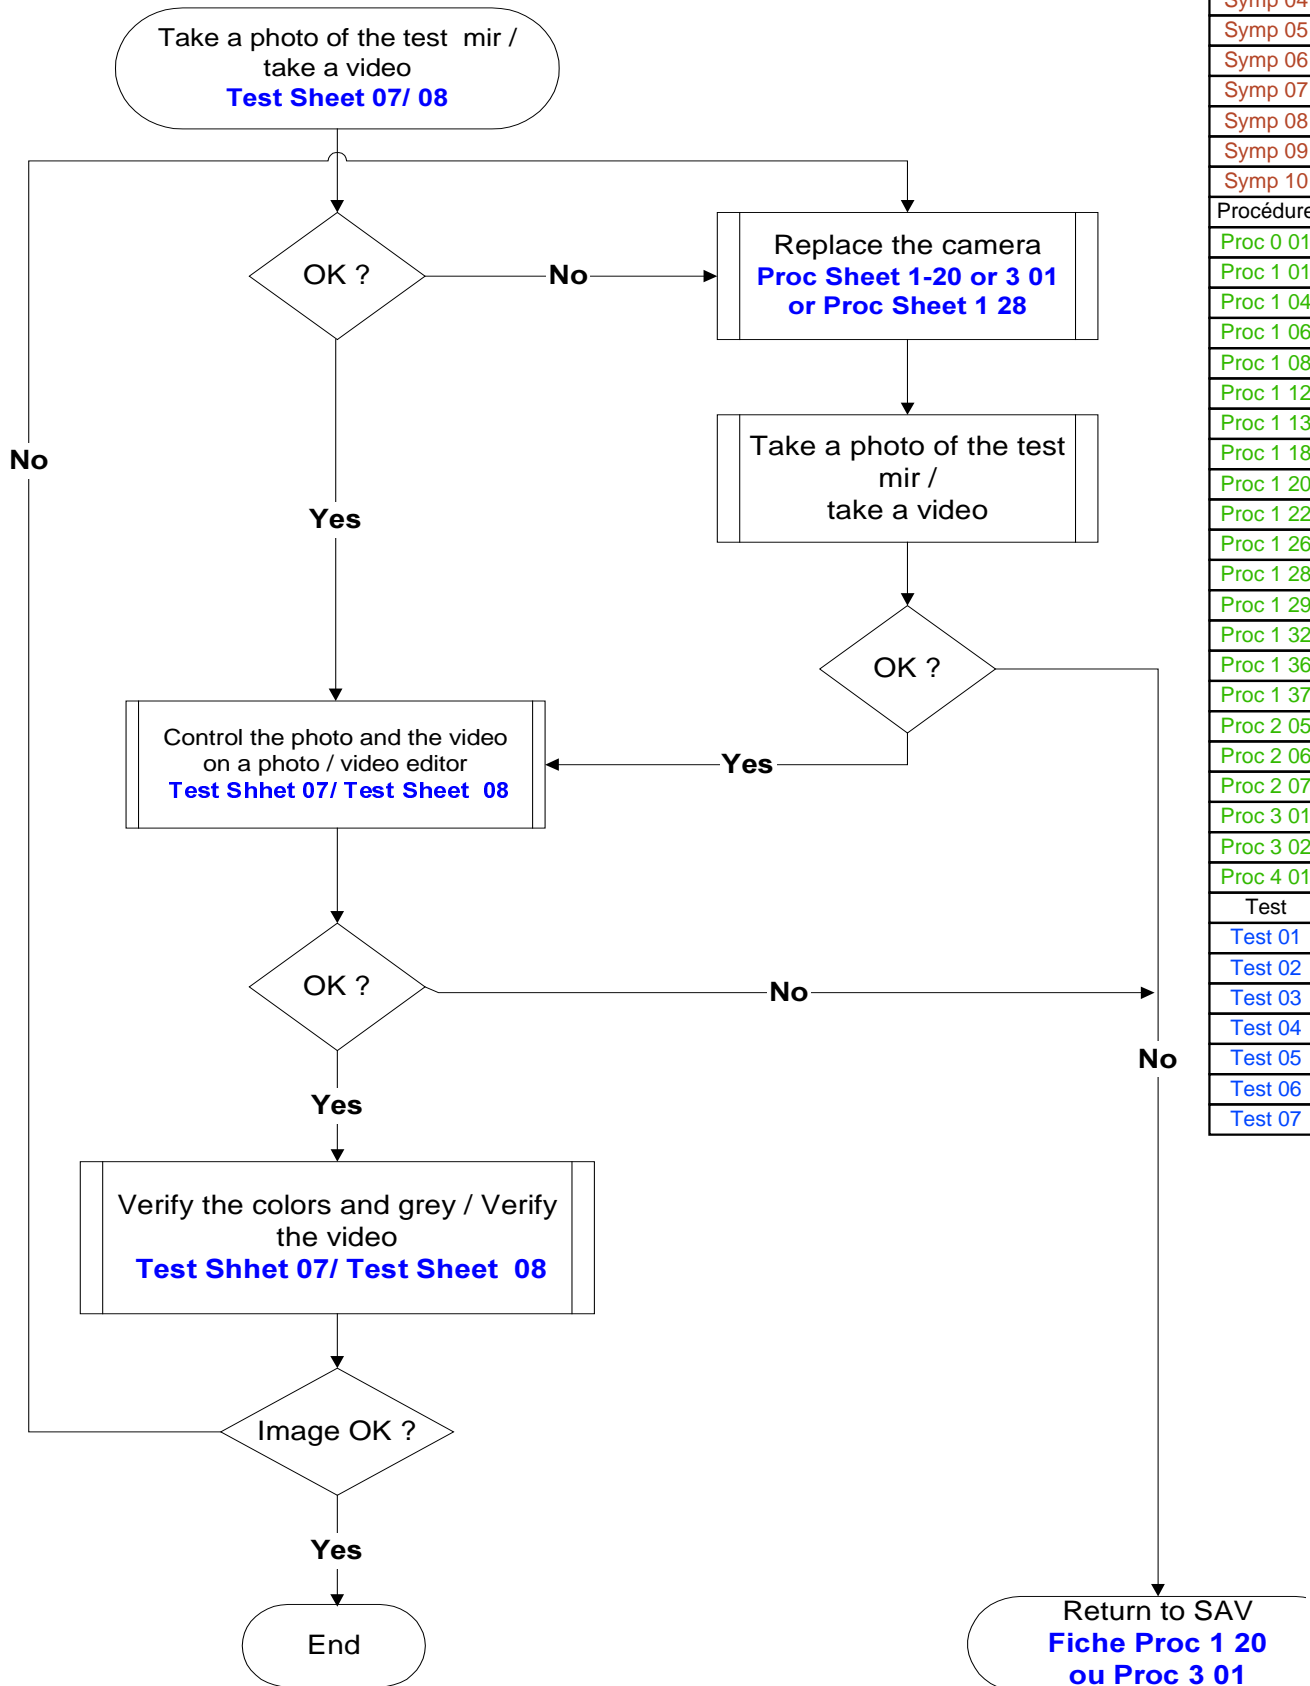 Take a photo of the test mir /
take a video
Test Sheet 07/ 08
OK ?
No
Replace the camera
Proc Sheet 1-20 or 3 01
or Proc Sheet 1 28
Take a photo of the test
mir /
take a video
No
Yes
OK ?
Control the photo and the video
on a photo / video editor
Test Shhet 07/ Test Sheet 08
Yes
OK ?
No
No
Yes
Verify the colors and grey / Verify
the video
Test Shhet 07/ Test Sheet 08
Image OK ?
Yes
End
Return to SAV
Fiche Proc 1 20
ou Proc 3 01
Symp 04
Symp 05
Symp 06
Symp 07
Symp 08
Symp 09
Symp 10
Procédure
Proc 0 01
Proc 1 01
Proc 1 04
Proc 1 06
Proc 1 08
Proc 1 12
Proc 1 13
Proc 1 18
Proc 1 20
Proc 1 22
Proc 1 26
Proc 1 28
Proc 1 29
Proc 1 32
Proc 1 36
Proc 1 37
Proc 2 05
Proc 2 06
Proc 2 07
Proc 3 01
Proc 3 02
Proc 4 01
Test
Test 01
Test 02
Test 03
Test 04
Test 05
Test 06
Test 07